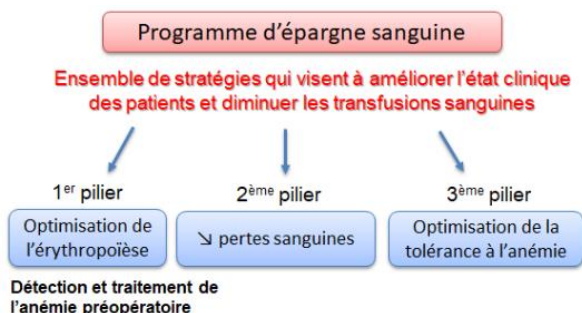 Programme d'épargne sanguine
Ensemble de stratégies qui visent à améliorer l'état clinique
des patients et diminuer les transfusions sanguines
1er pilier
2ème pilier
3ème pilier
Optimisation de
l'érythropoïèse
↘ pertes sanguines
Optimisation de la
tolérance à l'anémie
Détection et traitement de
l'anémie préopératoire